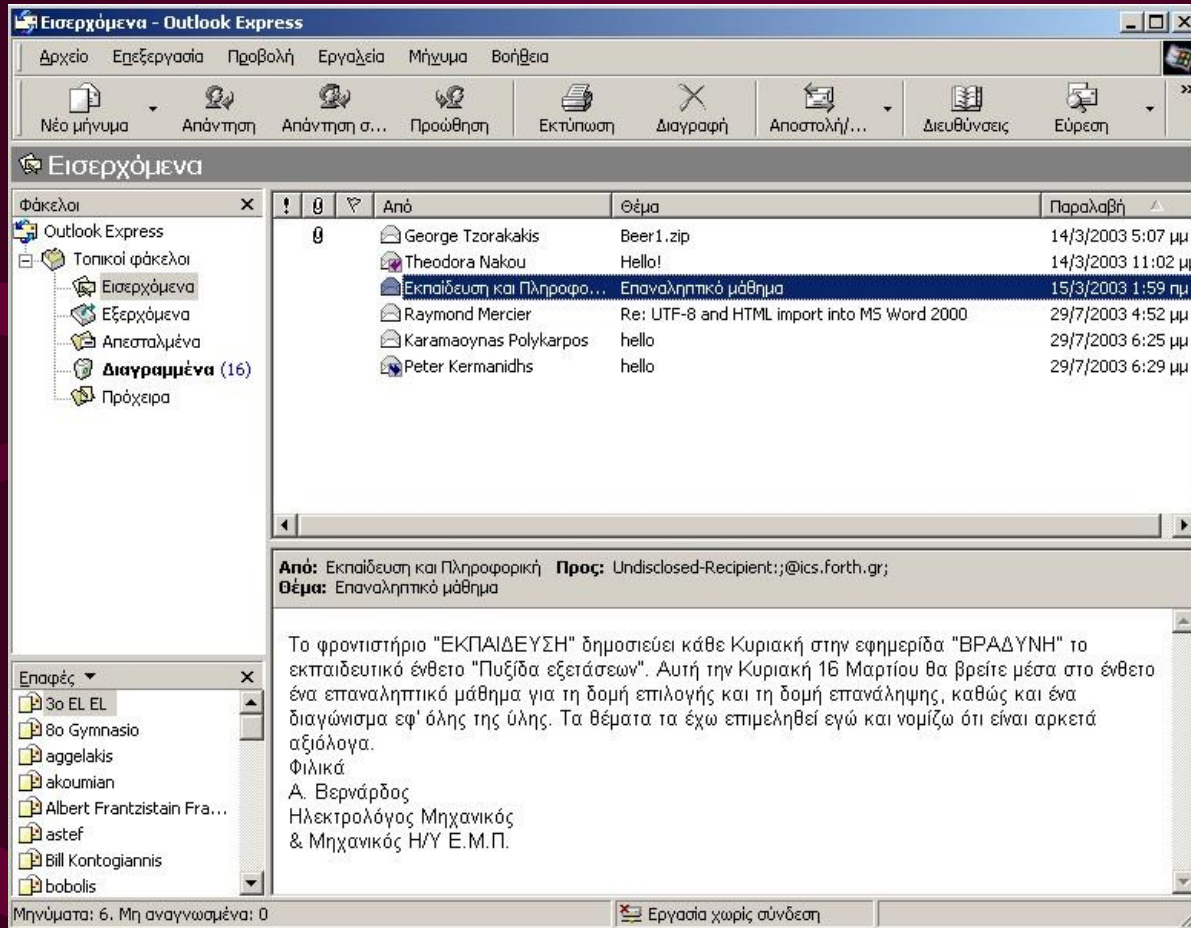 Εισερχόμενα - Outlook Express
Αρχείο Επεξεργασία Προβολή Εργαλεία Μήνυμα Βοήθεια
Νέο μήνυμα Απάντηση Απάντηση σ... Προώθηση Εκτύπωση Διαγραφή Αποστολή/... Διευθύνσεις Εύρεση
Εισερχόμενα
Φάκελοι
Outlook Express
Τοπικοί φάκελοι
Εισερχόμενα
Εξερχόμενα
Απεσταλμένα
Διαγραμμένα (16)
Πρόχειρα
Από Θέμα Παραλαβή
George Tzorakakis Beer1.zip 14/3/2003 5:07 μμ
Theodora Nakou Hello! 14/3/2003 11:02 μμ
Εκπαίδευση και Πληροφο... Επαναληπτικό μάθημα 15/3/2003 1:59 πμ
Raymond Mercier Re: UTF-8 and HTML import into MS Word 2000 29/7/2003 4:52 μμ
Karamaoynas Polykarpos hello 29/7/2003 6:25 μμ
Peter Kermanidhs hello 29/7/2003 6:29 μμ
Από: Εκπαίδευση και Πληροφορική Προς: Undisclosed-Recipient:;@ics.forth.gr;
Θέμα: Επαναληπτικό μάθημα
Το φροντιστήριο "ΕΚΠΑΙΔΕΥΣΗ" δημοσιεύει κάθε Κυριακή στην εφημερίδα "ΒΡΑΔΥΝΗ" το
εκπαιδευτικό ένθετο "Πυξίδα εξετάσεων". Αυτή την Κυριακή 16 Μαρτίου θα βρείτε μέσα στο ένθετο
ένα επαναληπτικό μάθημα για τη δομή επιλογής και τη δομή επανάληψης, καθώς και ένα
διαγώνισμα εφ' όλης της ύλης. Τα θέματα τα έχω επιμεληθεί εγώ και νομίζω ότι είναι αρκετά
αξιόλογα.
Φιλικά
Α. Βερνάρδος
Ηλεκτρολόγος Μηχανικός
& Μηχανικός Η/Υ Ε.Μ.Π.
Επαφές
3o EL EL
8o Gymnasio
aggelakis
akoumian
Albert Frantzistain Fra...
astef
Bill Kontogiannis
bobolis
Μηνύματα: 6. Μη αναγνωσμένα: 0 Εργασία χωρίς σύνδεση